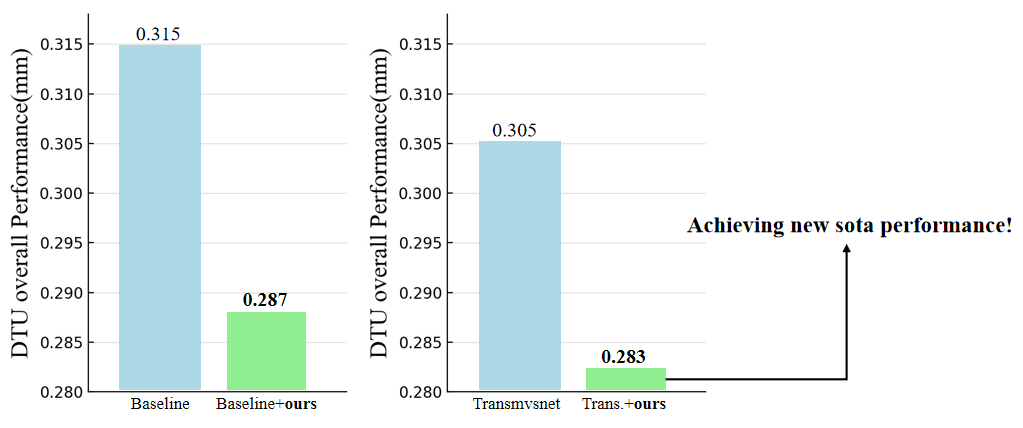 DTU overall Performance(mm)
0.315
0.310
0.305
0.300
0.295
0.290
0.285
0.280
0.315
0.287
Baseline
Baseline+ours
DTU overall Performance(mm)
0.315
0.310
0.305
0.300
0.295
0.290
0.285
0.280
0.305
0.283
Transmvsnet
Trans.+ours
Achieving new sota performance!